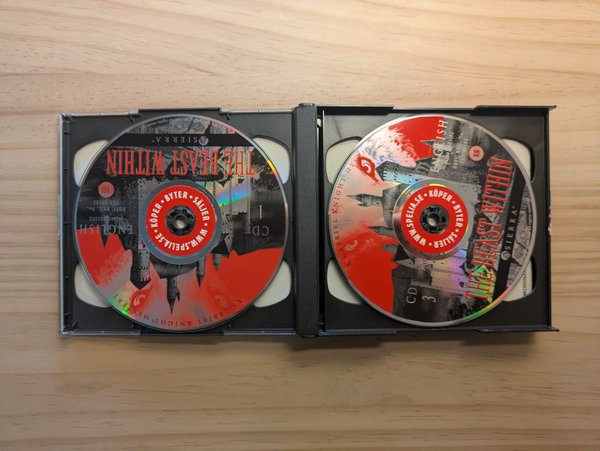 SIERRA
THE BEAST WITHIN
ENGLISH
CD
1
A GABRIEL KNIGHT MYSTERY
WWW.SPELIA.SE • KÖPER • BYTER • SÄLJER •
SIERRA
THE BEAST WITHIN
ENGLISH
CD
3
A GABRIEL KNIGHT
WWW.SPELIA.SE • KÖPER • BYTER • SÄLJER •